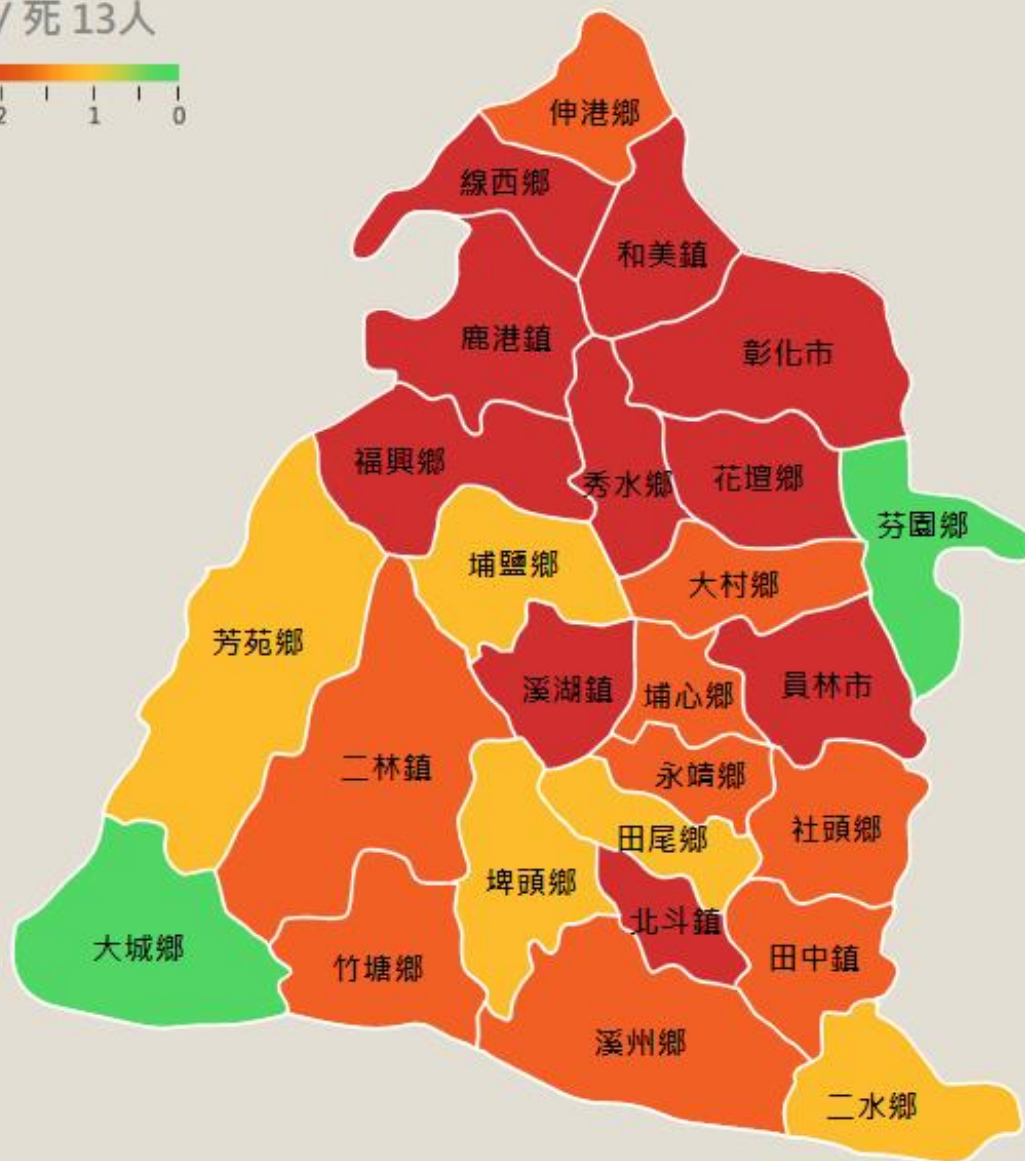 / 死 13人
2 1 0
伸港鄉
線西鄉
和美鎮
鹿港鎮
彰化市
福興鄉
秀水鄉
花壇鄉
芬園鄉
埔鹽鄉
大村鄉
芳苑鄉
溪湖鎮
埔心鄉
員林市
二林鎮
永靖鄉
社頭鄉
田尾鄉
埤頭鄉
北斗鎮
大城鄉
竹塘鄉
田中鎮
溪州鄉
二水鄉